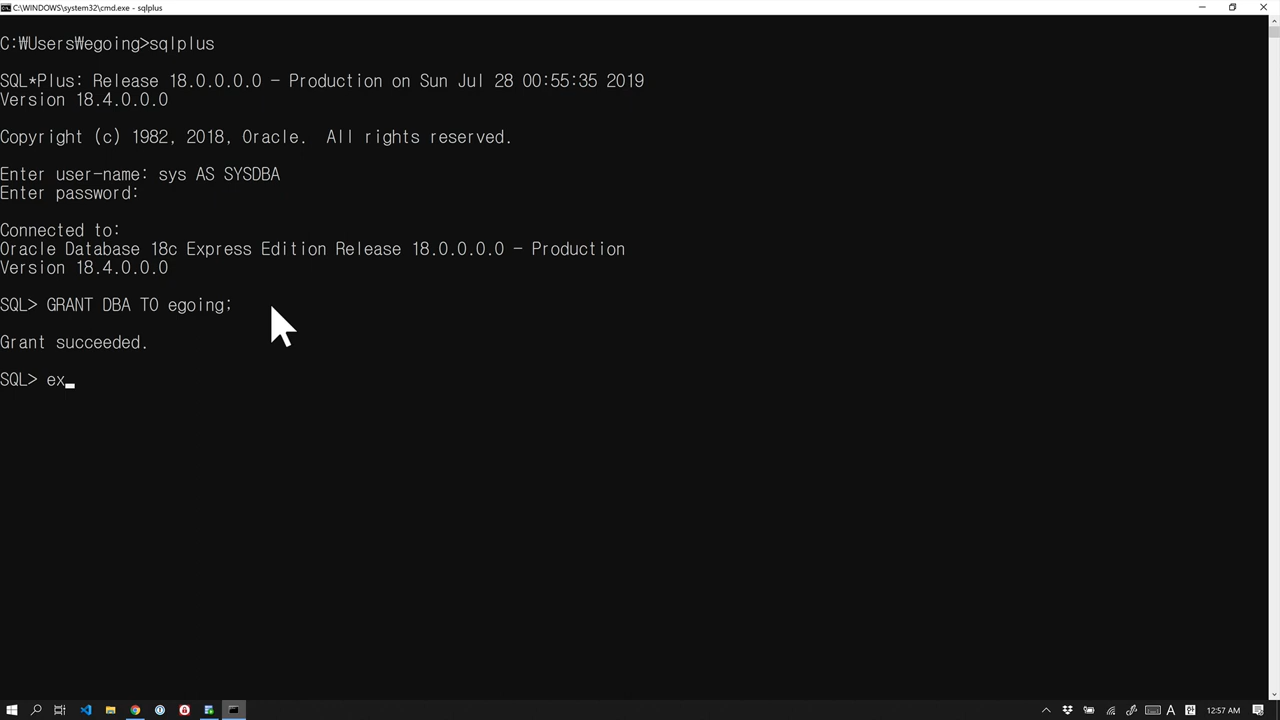 C:\WINDOWS\system32\cmd.exe - sqlplus
C:₩Users₩egoing>sqlplus
SQL*Plus: Release 18.0.0.0.0 - Production on Sun Jul 28 00:55:35 2019
Version 18.4.0.0.0
Copyright (c) 1982, 2018, Oracle.  All rights reserved.
Enter user-name: sys AS SYSDBA
Enter password:
Connected to:
Oracle Database 18c Express Edition Release 18.0.0.0.0 - Production
Version 18.4.0.0.0
SQL> GRANT DBA TO egoing;
Grant succeeded.
SQL> ex
A 12:57 AM